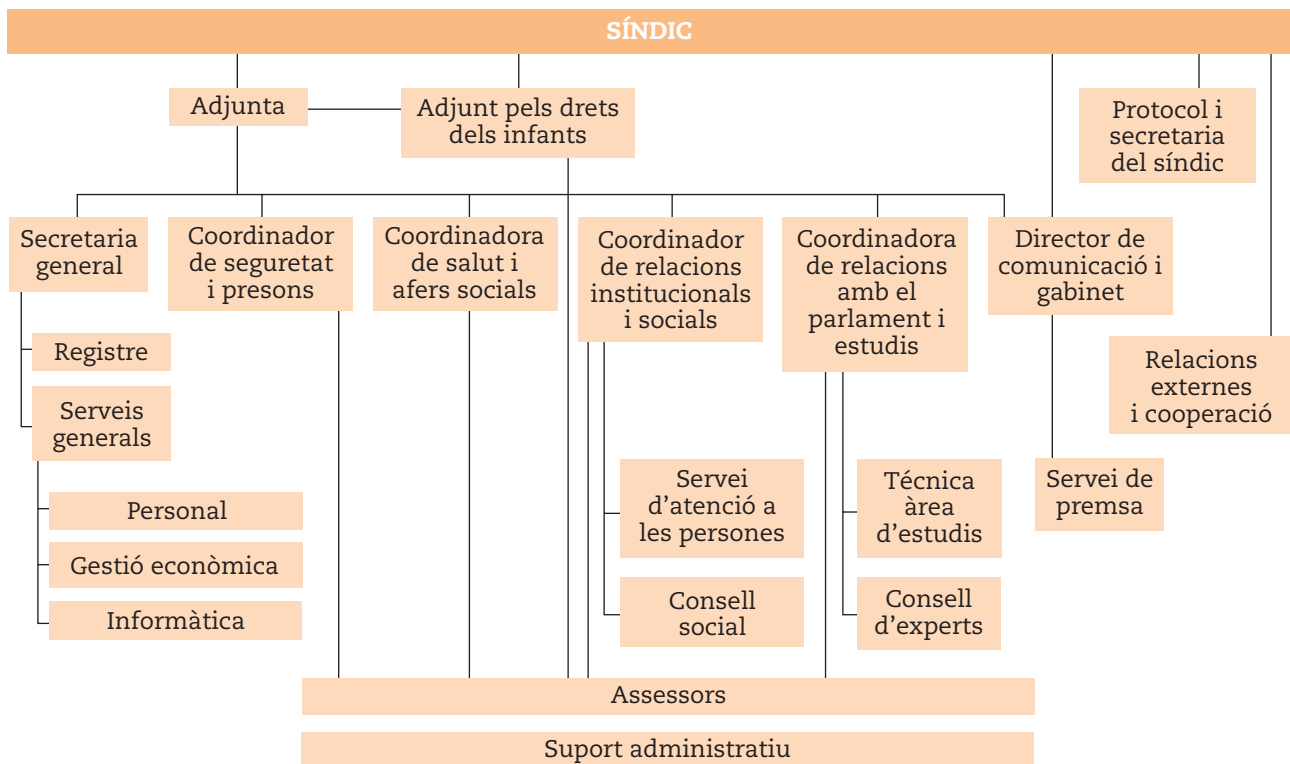 SÍNDIC
Adjunta
Adjunt pels drets
dels infants
Protocol i
secretaria
del síndic
Secretaria
general
Coordinador
de seguretat
i presons
Coordinadora
de salut i
afers socials
Coordinador
de relacions
institucionals
i socials
Coordinadora
de relacions
amb el
parlament i
estudis
Director de
comunicació i
gabinet
Registre
Serveis
generals
Relacions
externes
i cooperació
Personal
Gestió econòmica
Informàtica
Servei
d'atenció a
les persones
Consell
social
Técnica
àrea
d'estudis
Consell
d'experts
Servei de
premsa
Assessors
Suport administratiu